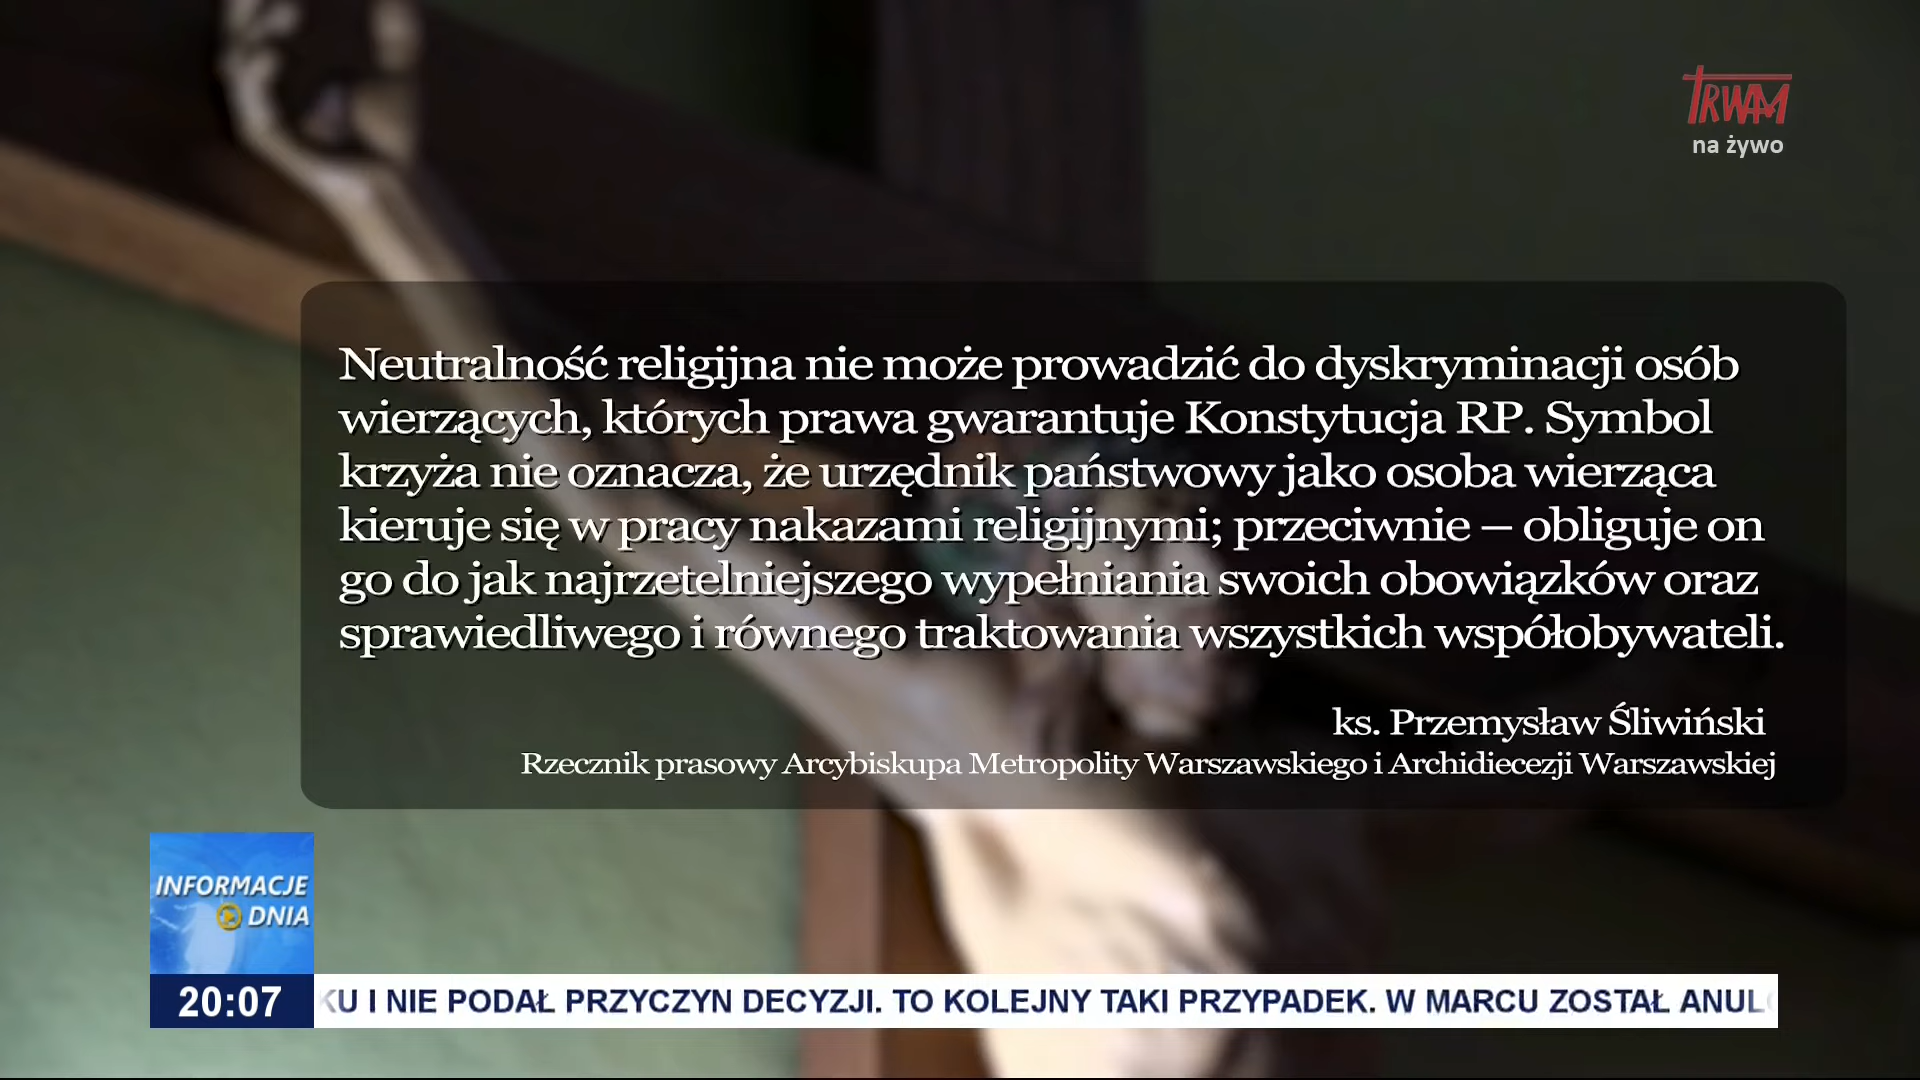 TRWAM
na żywo
Neutralność religijna nie może prowadzić do dyskryminacji osób
wierzących, których prawa gwarantuje Konstytucja RP. Symbol
krzyża nie oznacza, że urzędnik państwowy jako osoba wierząca
kieruje się w pracy nakazami religijnymi; przeciwnie – obliguje on
go do jak najrzetelniejszego wypełniania swoich obowiązków oraz
sprawiedliwego i równego traktowania wszystkich współobywateli.
ks. Przemysław Śliwiński
Rzecznik prasowy Arcybiskupa Metropolity Warszawskiego i Archidiecezji Warszawskiej
INFORMACJE
DNIA
20:07 KU I NIE PODAŁ PRZYCZYN DECYZJI. TO KOLEJNY TAKI PRZYPADEK. W MARCU ZOSTAŁ ANUL